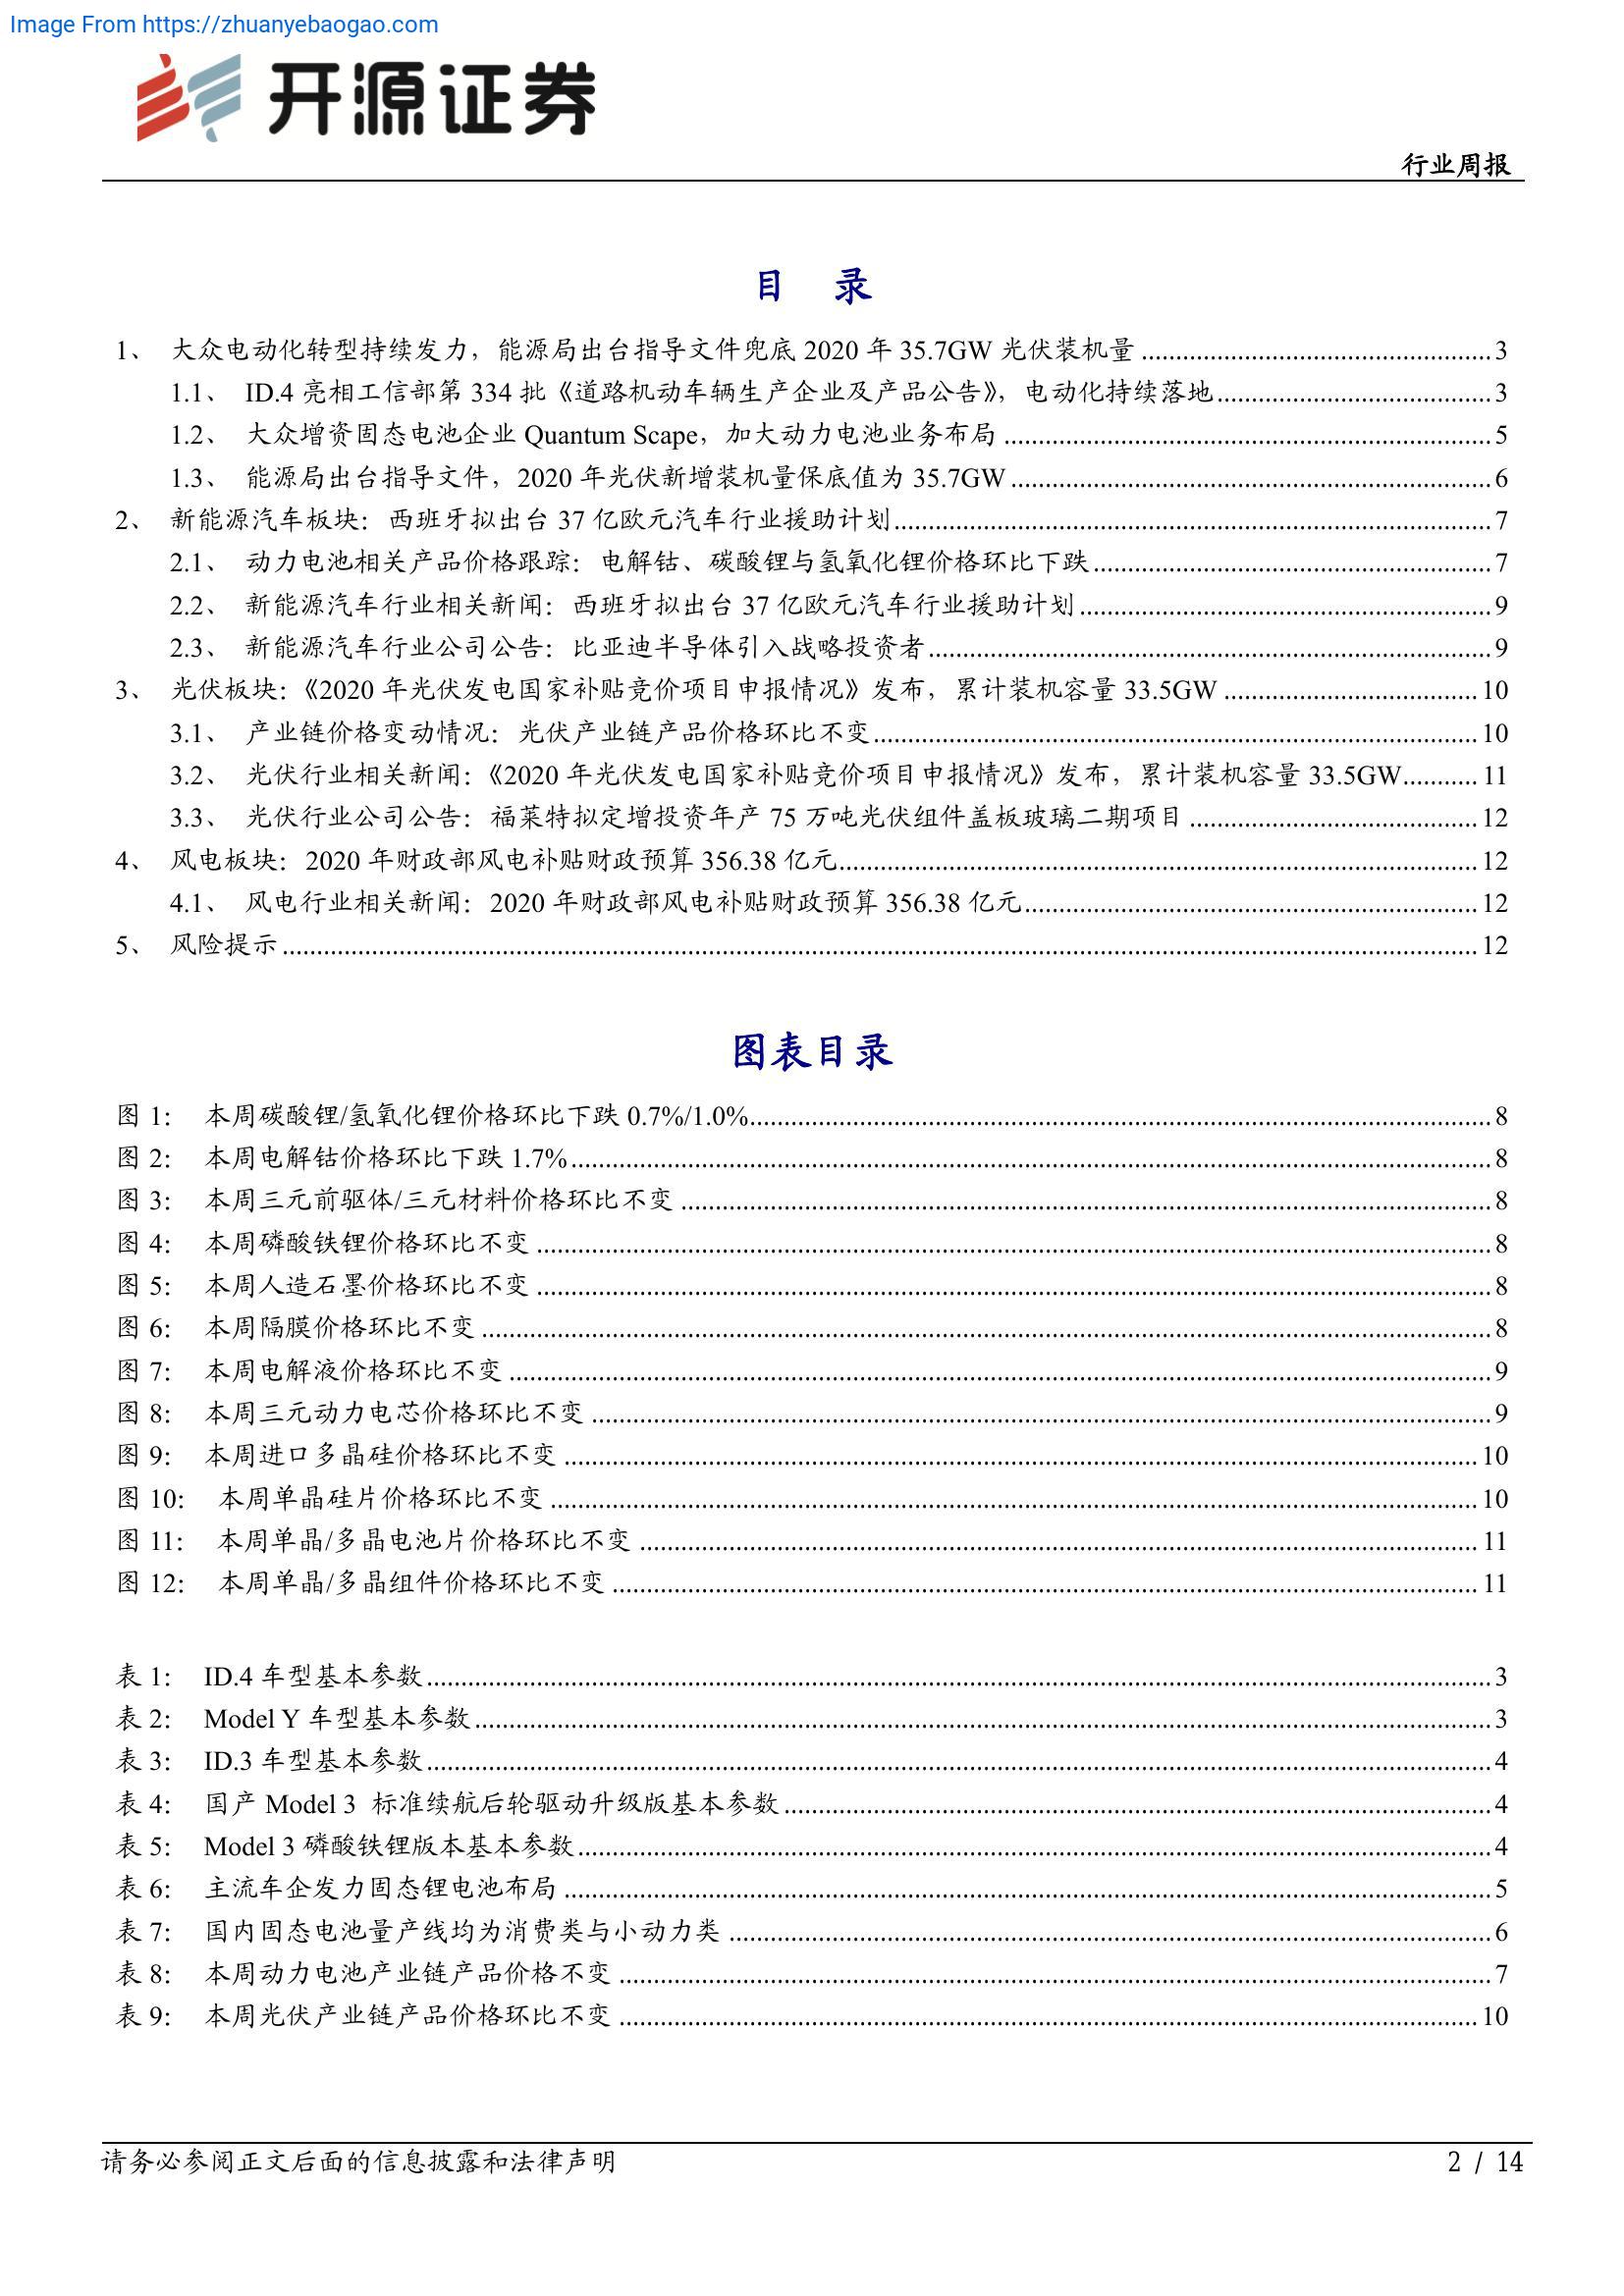 Image From https://zhuanyebaogao.com
开源证券
行业周报
目 录
1、 大众电动化转型持续发力，能源局出台指导文件兜底 2020 年 35.7GW 光伏装机量 ........ 3
1.1、 ID.4 亮相工信部第 334 批《道路机动车辆生产企业及产品公告》，电动化持续落地 ........ 3
1.2、 大众增资固态电池企业 Quantum Scape，加大动力电池业务布局 ........ 5
1.3、 能源局出台指导文件，2020 年光伏新增装机量保底值为 35.7GW ........ 6
2、 新能源汽车板块：西班牙拟出台 37 亿欧元汽车行业援助计划 ........ 7
2.1、 动力电池相关产品价格跟踪：电解钴、碳酸锂与氢氧化锂价格环比下跌 ........ 7
2.2、 新能源汽车行业相关新闻：西班牙拟出台 37 亿欧元汽车行业援助计划 ........ 9
2.3、 新能源汽车行业公司公告：比亚迪半导体引入战略投资者 ........ 9
3、 光伏板块：《2020 年光伏发电国家补贴竞价项目申报情况》发布，累计装机容量 33.5GW ........ 10
3.1、 产业链价格变动情况：光伏产业链产品价格环比不变 ........ 10
3.2、 光伏行业相关新闻：《2020 年光伏发电国家补贴竞价项目申报情况》发布，累计装机容量 33.5GW ........ 11
3.3、 光伏行业公司公告：福莱特拟定增投资年产 75 万吨光伏组件盖板玻璃二期项目 ........ 12
4、 风电板块：2020 年财政部风电补贴财政预算 356.38 亿元 ........ 12
4.1、 风电行业相关新闻：2020 年财政部风电补贴财政预算 356.38 亿元 ........ 12
5、 风险提示 ........ 12
图表目录
图 1： 本周碳酸锂/氢氧化锂价格环比下跌 0.7%/1.0% ........ 8
图 2： 本周电解钴价格环比下跌 1.7% ........ 8
图 3： 本周三元前驱体/三元材料价格环比不变 ........ 8
图 4： 本周磷酸铁锂价格环比不变 ........ 8
图 5： 本周人造石墨价格环比不变 ........ 8
图 6： 本周隔膜价格环比不变 ........ 8
图 7： 本周电解液价格环比不变 ........ 9
图 8： 本周三元动力电芯价格环比不变 ........ 9
图 9： 本周进口多晶硅价格环比不变 ........ 10
图 10： 本周单晶硅片价格环比不变 ........ 10
图 11： 本周单晶/多晶电池片价格环比不变 ........ 11
图 12： 本周单晶/多晶组件价格环比不变 ........ 11
表 1： ID.4 车型基本参数 ........ 3
表 2： Model Y 车型基本参数 ........ 3
表 3： ID.3 车型基本参数 ........ 4
表 4： 国产 Model 3 标准续航后轮驱动升级版基本参数 ........ 4
表 5： Model 3 磷酸铁锂版本基本参数 ........ 4
表 6： 主流车企发力固态锂电池布局 ........ 5
表 7： 国内固态电池量产线均为消费类与小动力类 ........ 6
表 8： 本周动力电池产业链产品价格不变 ........ 7
表 9： 本周光伏产业链产品价格环比不变 ........ 10
请务必参阅正文后面的信息披露和法律声明
2 / 14